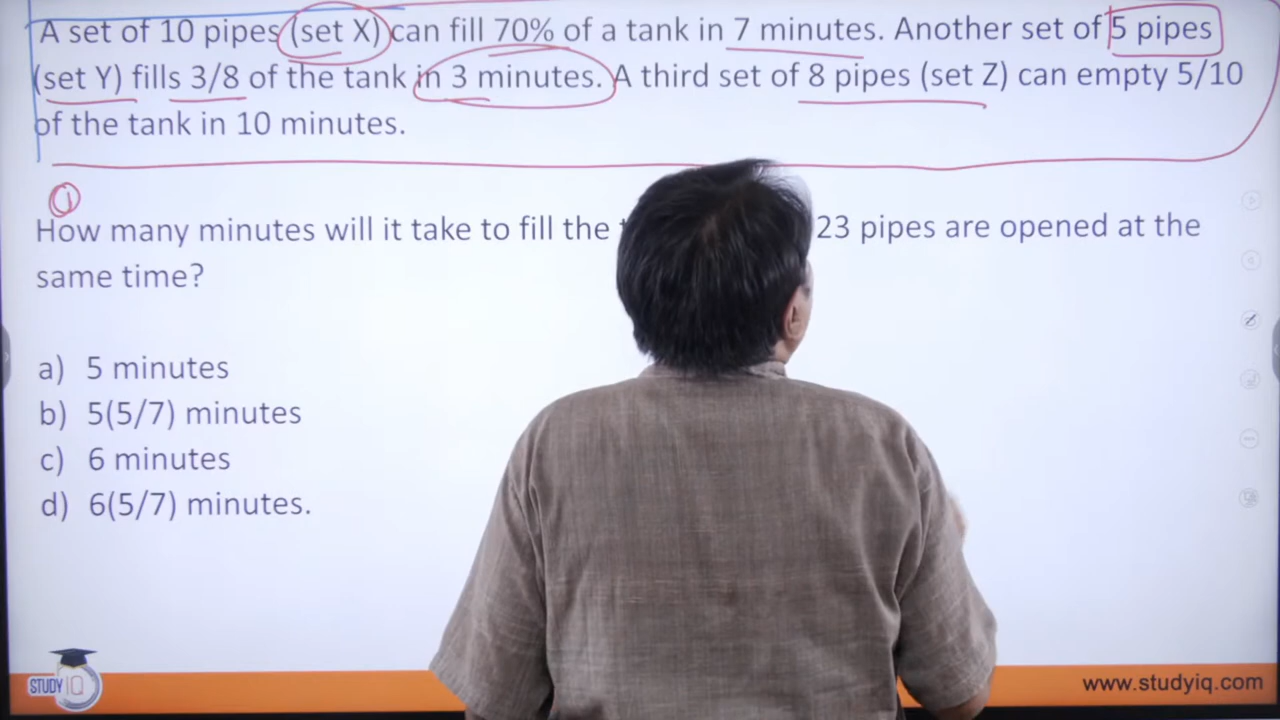 A set of 10 pipes (set X) can fill 70% of a tank in 7 minutes. Another set of 5 pipes
(set Y) fills 3/8 of the tank in 3 minutes. A third set of 8 pipes (set Z) can empty 5/10
of the tank in 10 minutes.
1
How many minutes will it take to fill the 23 pipes are opened at the
same time?
a) 5 minutes
b) 5(5/7) minutes
c) 6 minutes
d) 6(5/7) minutes.
STUDY IQ
www.studyiq.com